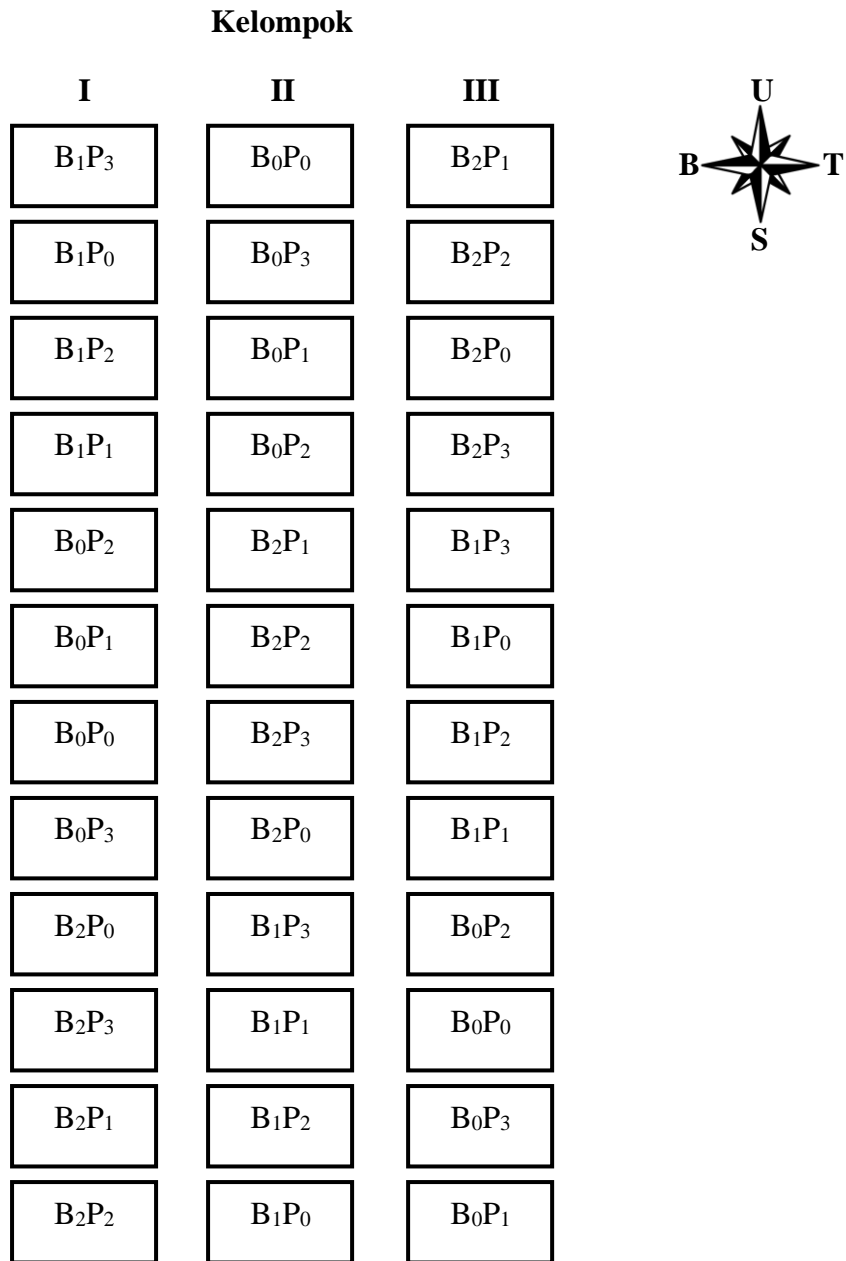 Kelompok
I II III U
B₁P₃ B₀P₀ B₂P₁ B T
B₁P₀ B₀P₃ B₂P₂ S
B₁P₂ B₀P₁ B₂P₀
B₁P₁ B₀P₂ B₂P₃
B₀P₂ B₂P₁ B₁P₃
B₀P₁ B₂P₂ B₁P₀
B₀P₀ B₂P₃ B₁P₂
B₀P₃ B₂P₀ B₁P₁
B₂P₀ B₁P₃ B₀P₂
B₂P₃ B₁P₁ B₀P₀
B₂P₁ B₁P₂ B₀P₃
B₂P₂ B₁P₀ B₀P₁